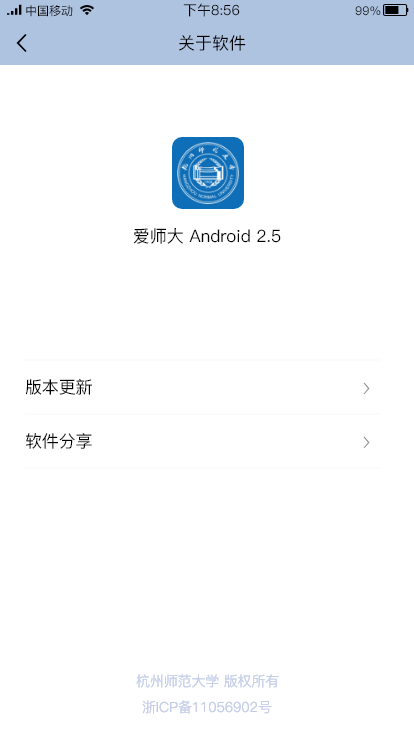 中国移动 下午8:56 99%
关于软件
爱师大 Android 2.5
版本更新
软件分享
杭州师范大学 版权所有
浙ICP备11056902号